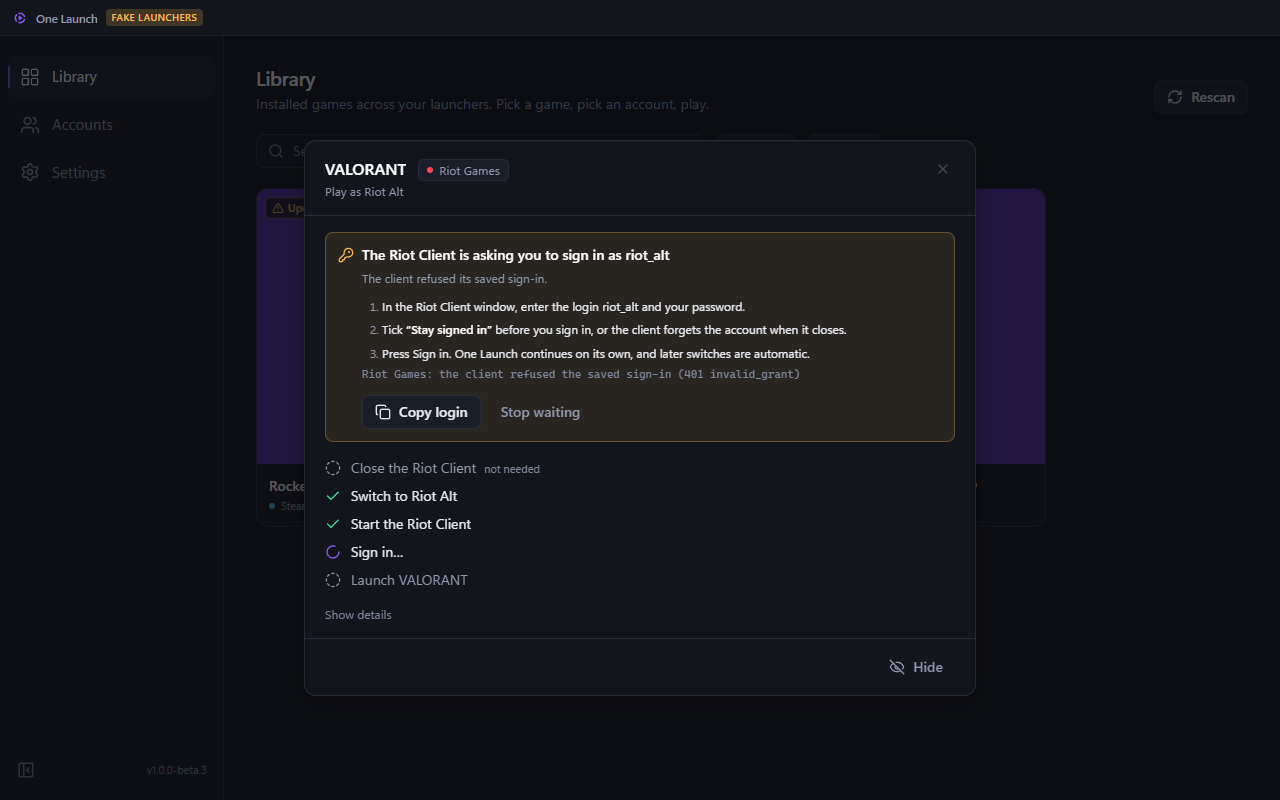 One Launch FAKE LAUNCHERS
Library
Accounts
Settings
v1.0.0-beta.3
Library
Installed games across your launchers. Pick a game, pick an account, play.
Rescan
VALORANT Riot Games
Play as Riot Alt
The Riot Client is asking you to sign in as riot_alt
The client refused its saved sign-in.
1. In the Riot Client window, enter the login riot_alt and your password.
2. Tick “Stay signed in” before you sign in, or the client forgets the account when it closes.
3. Press Sign in. One Launch continues on its own, and later switches are automatic.
Riot Games: the client refused the saved sign-in (401 invalid_grant)
Copy login Stop waiting
Close the Riot Client not needed
Switch to Riot Alt
Start the Riot Client
Sign in...
Launch VALORANT
Show details
Hide